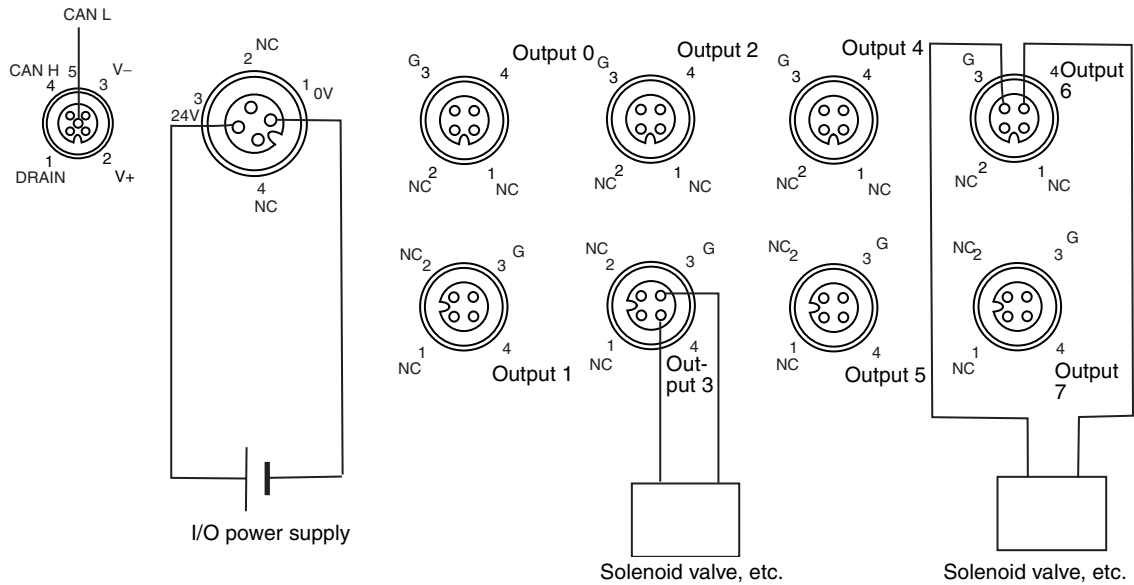 CAN L
CAN H
5
V–
4
3
1
2
DRAIN
V+
NC
2
3
1
0V
24V
4
NC
I/O power supply
G
3
4
Output 0
NC
2
1
NC
G
3
4
Output 2
NC
2
1
NC
G
3
4
Output 4
NC
2
1
NC
G
3
4
Output
6
NC
2
1
NC
NC
2
3
G
1
NC
4
Output 1
NC
2
3
G
1
NC
4
Out-
put 3
NC
2
3
G
1
NC
4
Output 5
NC
2
3
G
1
NC
4
Output
7
Solenoid valve, etc.
Solenoid valve, etc.